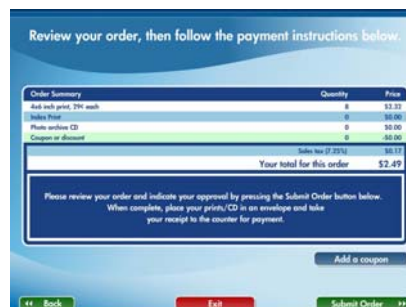 Review your order, then follow the payment instructions below.
Order Summary Quantity Price
4x6 inch print, 29¢ each 8 $2.32
Index Print 0 $0.00
Photo archive CD 0 $0.00
Coupon or discount 0 -$0.00
Sales tax (7.25%) $0.17
Your total for this order $2.49
Please review your order and indicate your approval by pressing the Submit Order button below.
When complete, place your prints/CD in an envelope and take
your receipt to the counter for payment.
Add a coupon
Back Exit Submit Order